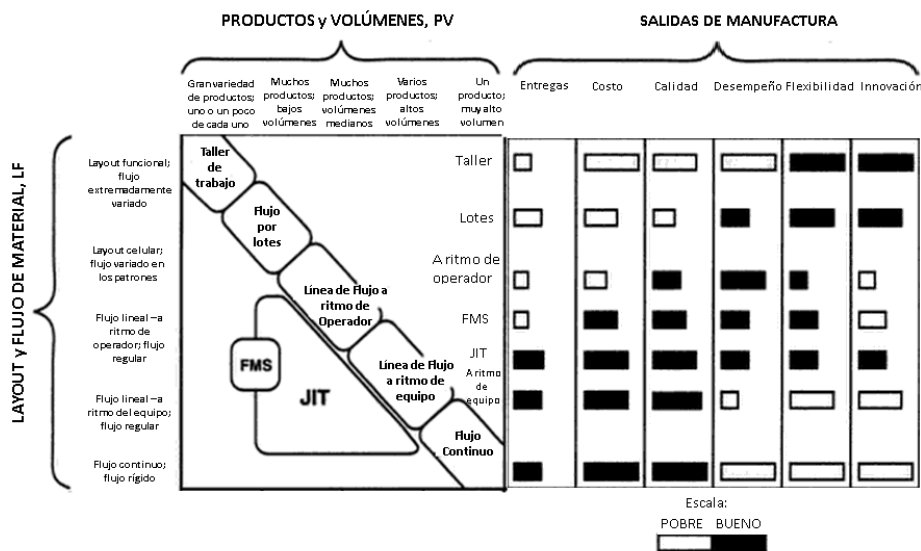 PRODUCTOS y VOLÚMENES, PV
SALIDAS DE MANUFACTURA
Gran variedad
de productos;
uno o un poco
de cada uno
Muchos
productos;
bajos
volúmenes
Muchos
productos;
volúmenes
medianos
Varios
productos;
altos
volúmenes
Un
producto;
muy alto
volumen
Entregas
Costo
Calidad
Desempeño
Flexibilidad
Innovación
LAYOUT y FLUJO DE MATERIAL, LF
Layout funcional;
flujo
extremadamente
variado
Layout celular;
flujo variado en
los patrones
Flujo lineal –a
ritmo de
operador; flujo
regular
Flujo lineal –a
ritmo del equipo;
flujo regular
Flujo continuo;
flujo rígido
Taller
de
trabajo
Flujo
por
lotes
Línea de Flujo a
ritmo de
Operador
Línea de Flujo
a ritmo de
equipo
Flujo
Continuo
FMS
JIT
Taller
Lotes
A ritmo de
operador
FMS
JIT
A ritmo
de
equipo
Escala:
POBRE BUENO